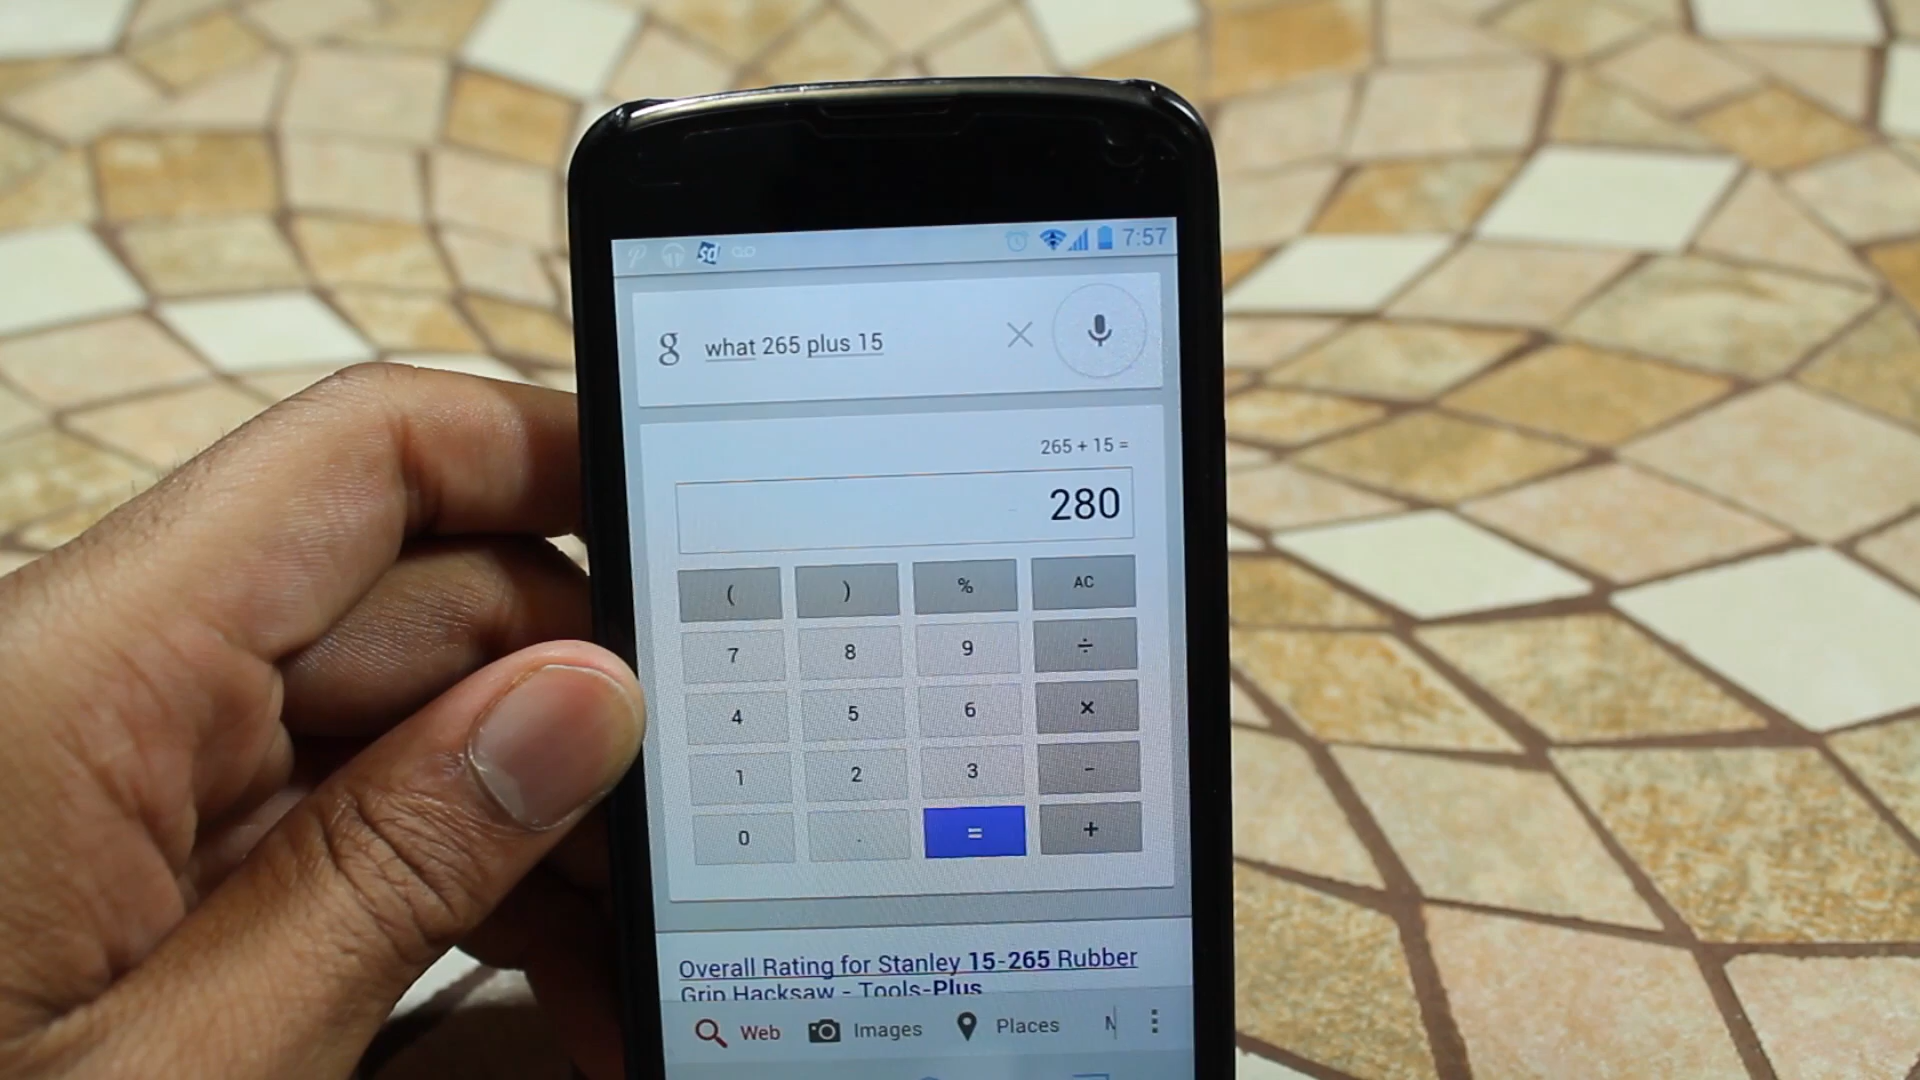 sd 7:57
g what 265 plus 15
265 + 15 =
280
( ) % AC
7 8 9 ÷
4 5 6 ×
1 2 3 −
0 . = +
Overall Rating for Stanley 15-265 Rubber
Grip Hacksaw - Tools-Plus
Web Images Places